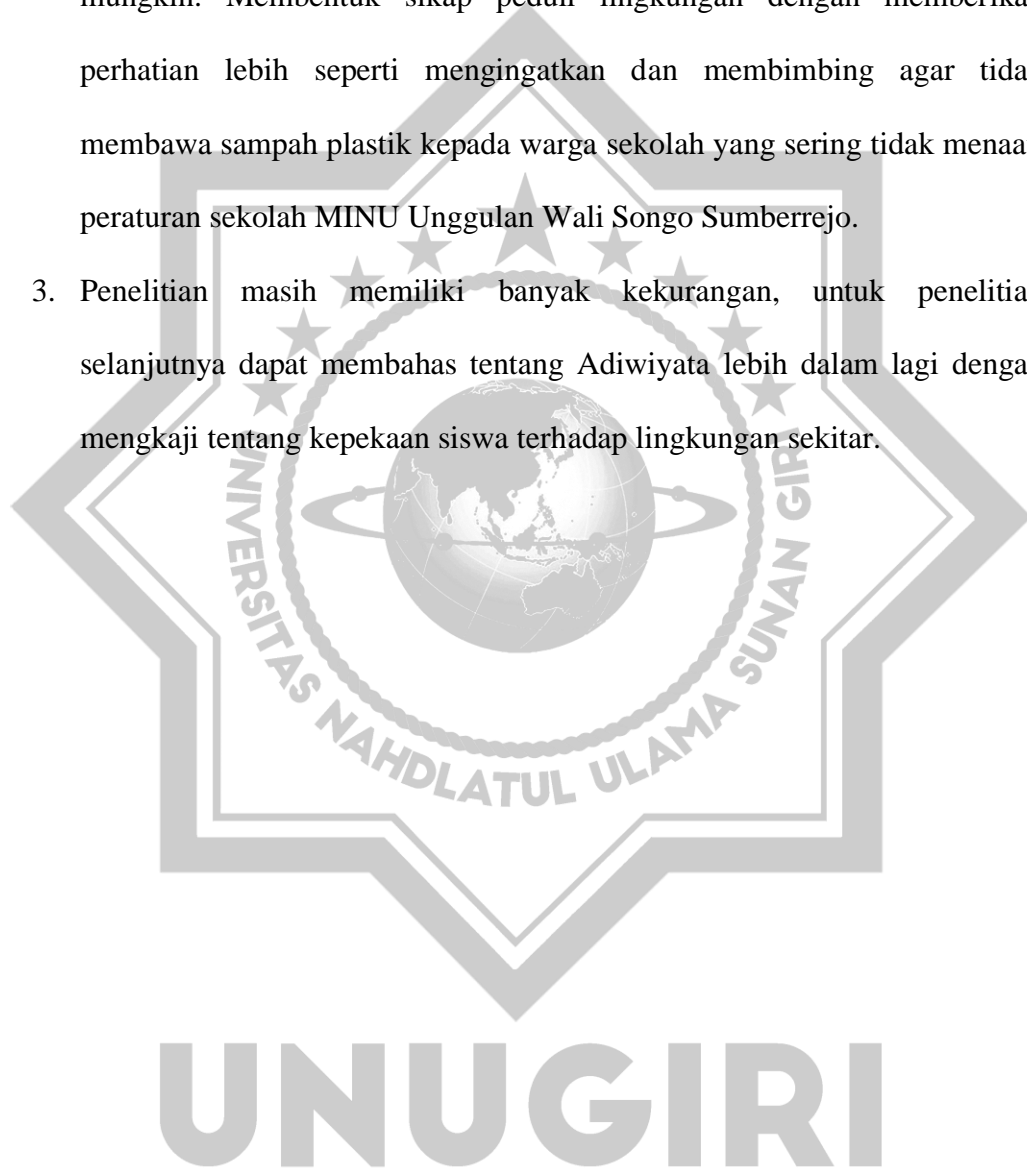 mungkin. Membentuk sikap peduli lingkungan dengan memberika
perhatian lebih seperti mengingatkan dan membimbing agar tida
membawa sampah plastik kepada warga sekolah yang sering tidak menaa
peraturan sekolah MINU Unggulan Wali Songo Sumberrejo.
3. Penelitian masih memiliki banyak kekurangan, untuk penelitia
selanjutnya dapat membahas tentang Adiwiyata lebih dalam lagi denga
mengkaji tentang kepekaan siswa terhadap lingkungan sekitar.
UNIVERSITAS NAHDLATUL ULAMA SUNAN GIRI
UNUGIRI